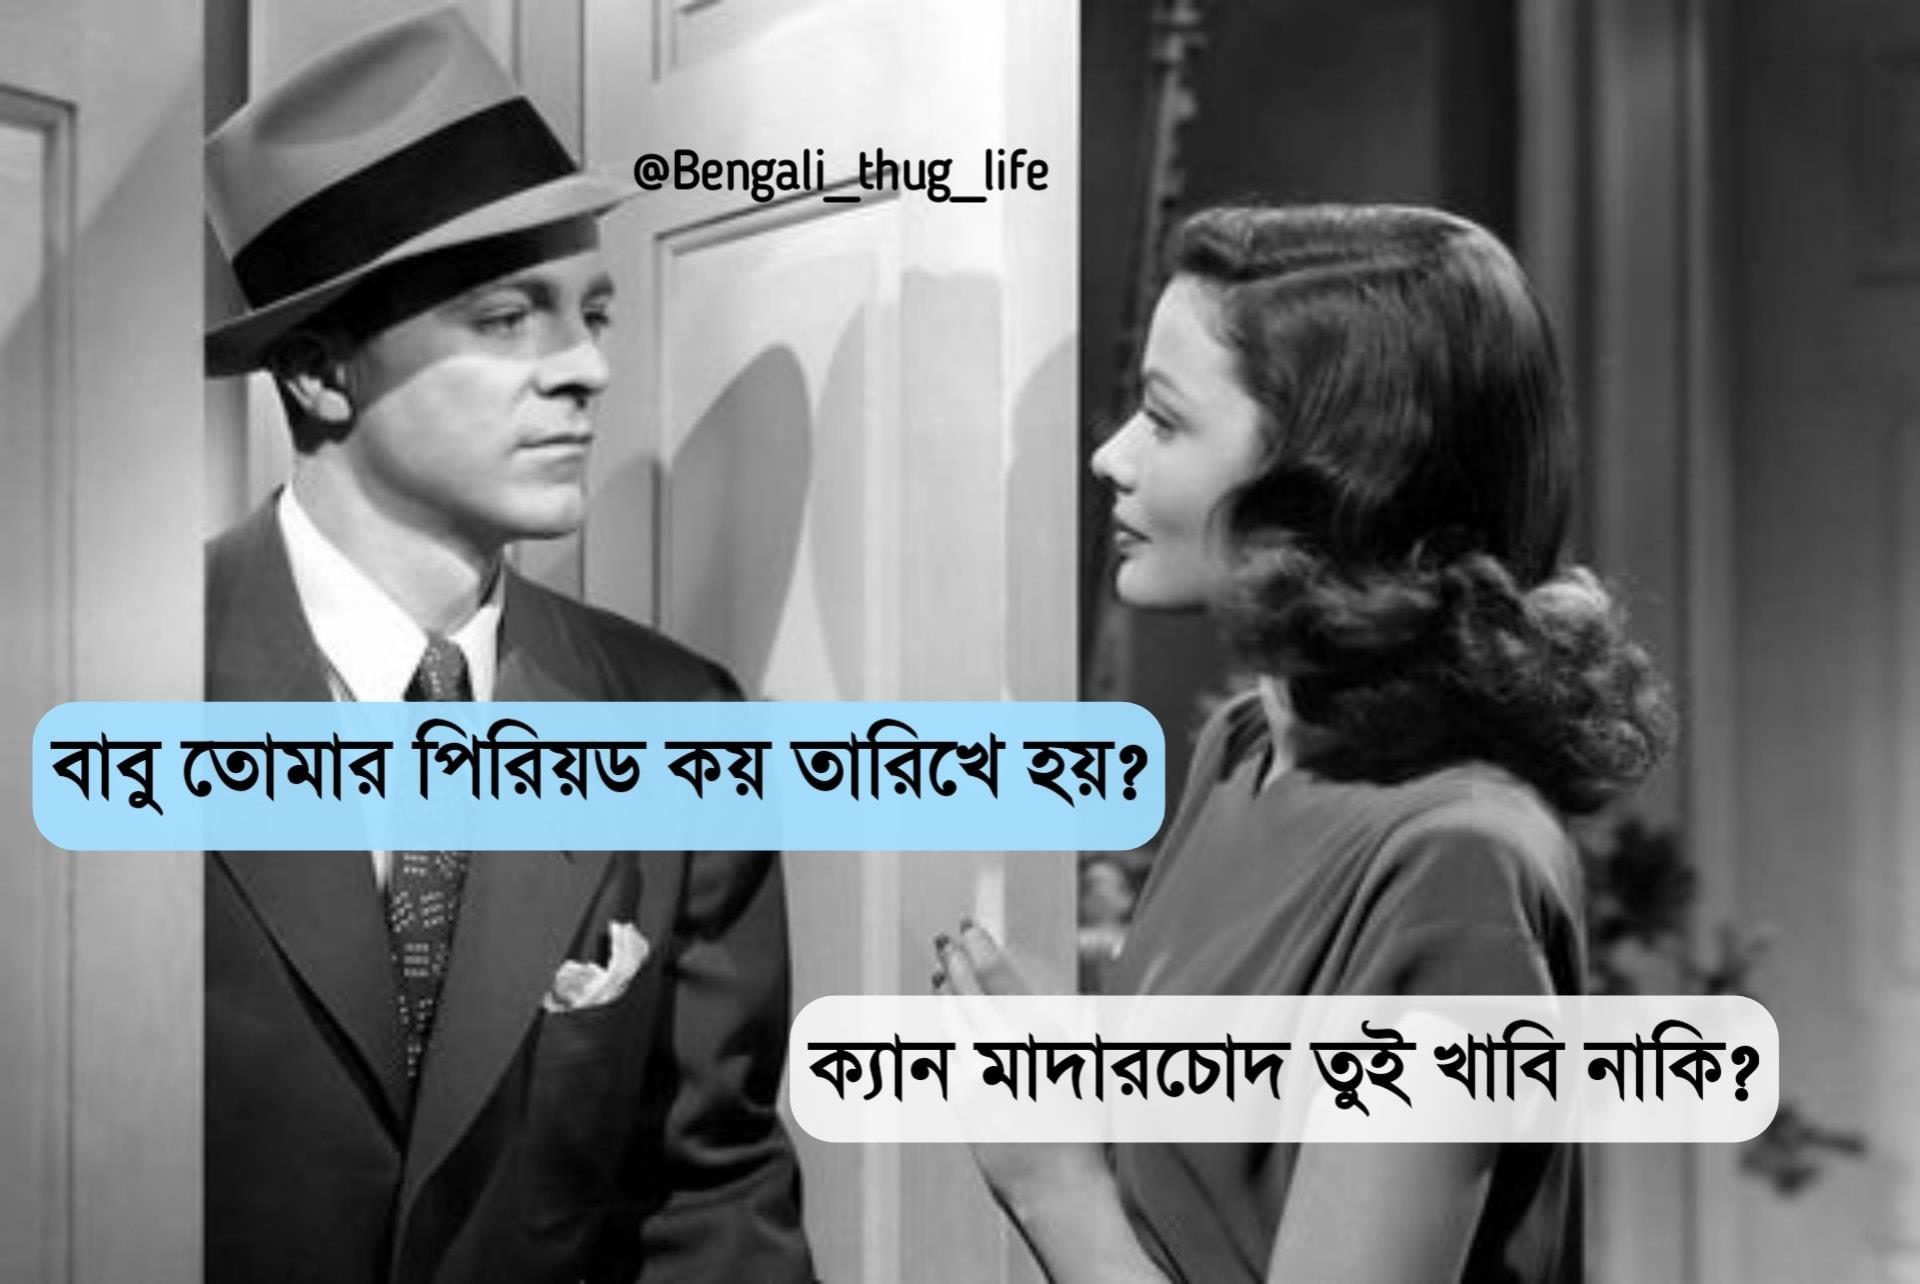 @Bengali_thug_life
বাবু তোমার পিরিয়ড কয় তারিখে হয়?
ক্যান মাদারচোদ তুই খাবি নাকি?